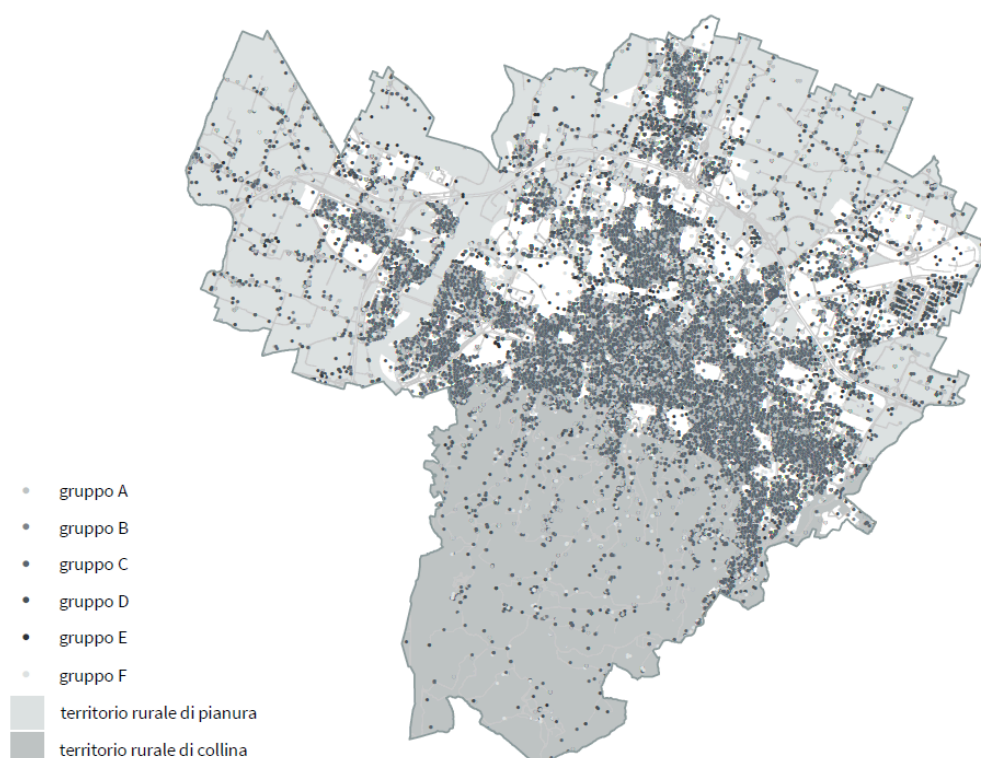 gruppo A
gruppo B
gruppo C
gruppo D
gruppo E
gruppo F
territorio rurale di pianura
territorio rurale di collina